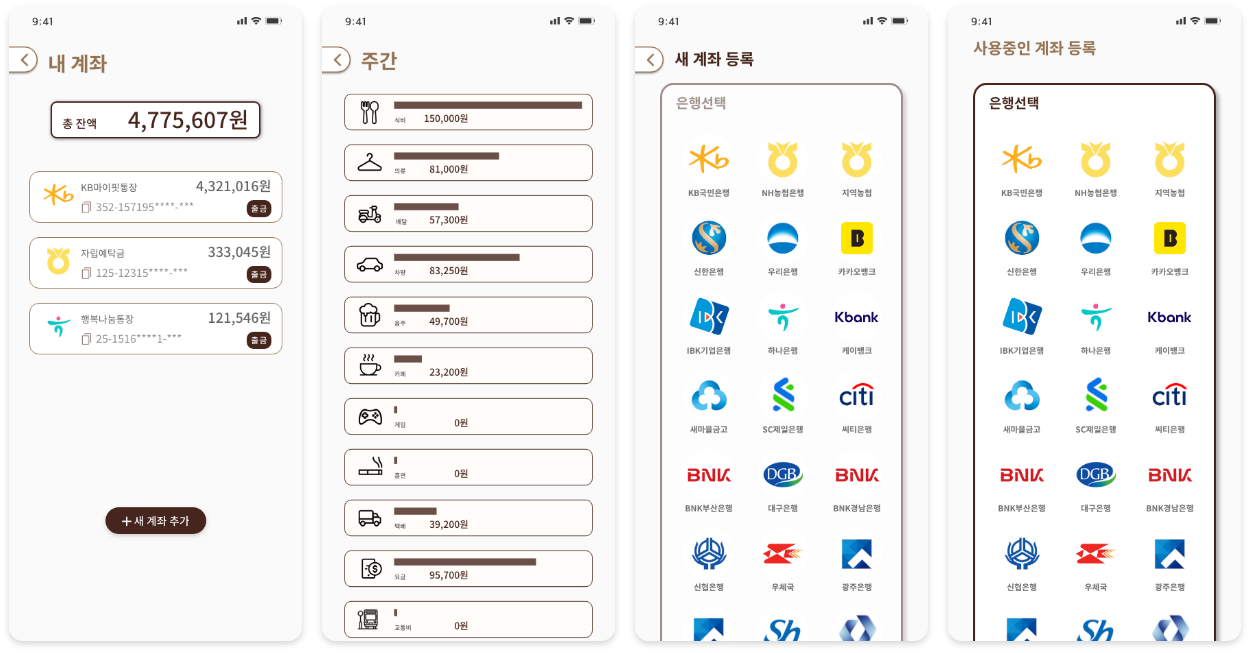 9:41
내 계좌
총 잔액 4,775,607원
KB마이핏통장 4,321,016원
352-157195****-*** 출금
자립예탁금 333,045원
125-12315****-*** 출금
행복나눔통장 121,546원
25-1516****1-*** 출금
+ 새 계좌 추가
9:41
주간
식비 150,000원
의류 81,000원
배달 57,300원
차량 83,250원
음주 49,700원
카페 23,200원
게임 0원
흡연 0원
택배 39,200원
요금 95,700원
교통비 0원
9:41
새 계좌 등록
은행선택
Kb
KB국민은행 NH농협은행 지역농협
B
신한은행 우리은행 카카오뱅크
IBK Kbank
IBK기업은행 하나은행 케이뱅크
citi
새마을금고 SC제일은행 씨티은행
BNK DGB BNK
BNK부산은행 대구은행 BNK경남은행
신협은행 우체국 광주은행
Sh
9:41
사용중인 계좌 등록
은행선택
Kb
KB국민은행 NH농협은행 지역농협
B
신한은행 우리은행 카카오뱅크
IBK Kbank
IBK기업은행 하나은행 케이뱅크
citi
새마을금고 SC제일은행 씨티은행
BNK DGB BNK
BNK부산은행 대구은행 BNK경남은행
신협은행 우체국 광주은행
Sh